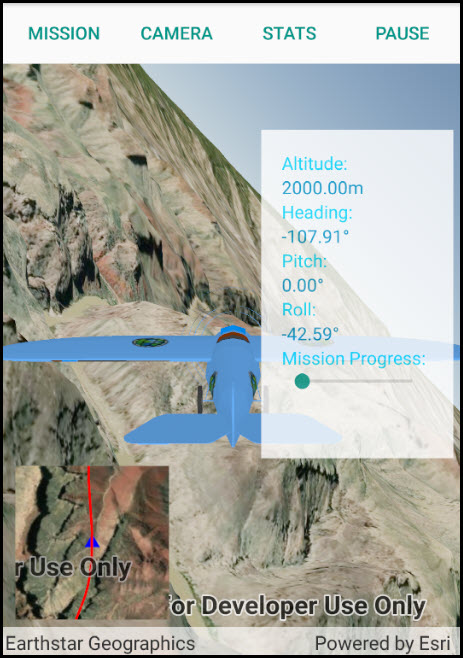 MISSION CAMERA STATS PAUSE
Altitude:
2000.00m
Heading:
-107.91°
Pitch:
0.00°
Roll:
-42.59°
Mission Progress:
r Use Only
or Developer Use Only
Earthstar Geographics Powered by Esri